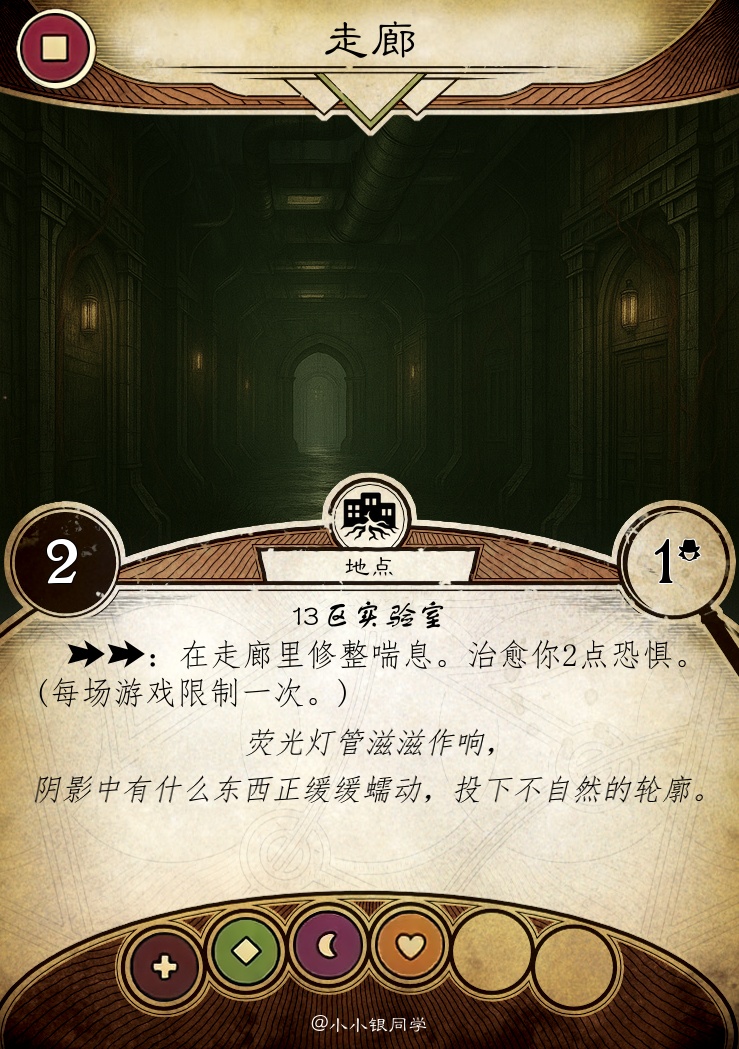 走廊
2
1
地点
13区实验室
：在走廊里修整喘息。治愈你2点恐惧。
(每场游戏限制一次。)
荧光灯管滋滋作响，
阴影中有什么东西正缓缓蠕动，投下不自然的轮廓。
@小小银同学